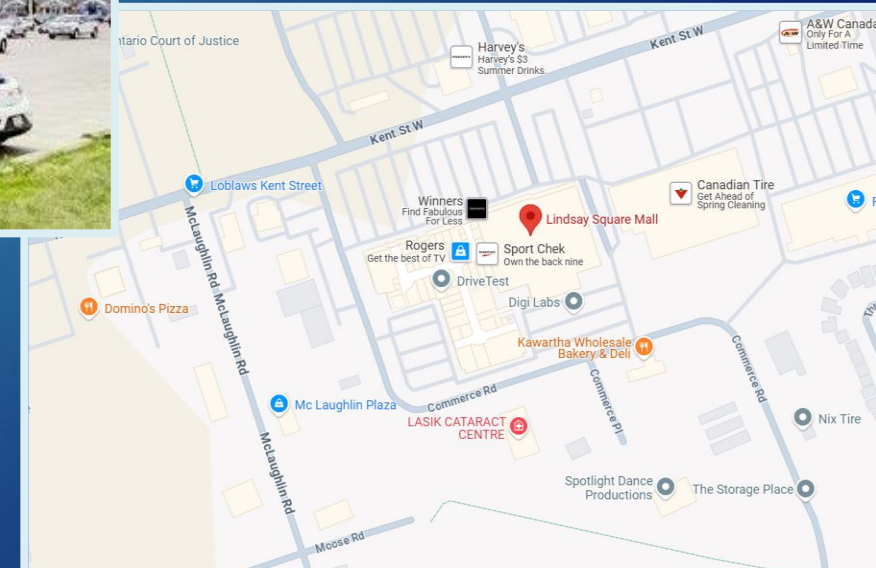 ntario Court of Justice
Harvey's
Harvey's $3
Summer Drinks.
Kent St W
A&W Canada
Only For A
Limited Time
Kent St W
Loblaws Kent Street
Winners
Find Fabulous
For Less
Lindsay Square Mall
Canadian Tire
Get Ahead of
Spring Cleaning
Rogers
Get the best of TV
Sport Chek
Own the back nine
DriveTest
Digi Labs
McLaughlin Rd
McLaughlin Rd
Domino's Pizza
Kawartha Wholesale
Bakery & Deli
Commerce Rd
Commerce Rd
Commerce Pl
Mc Laughlin Plaza
LASIK CATARACT
CENTRE
Nix Tire
McLaughlin Rd
Spotlight Dance
Productions
The Storage Place
Moose Rd